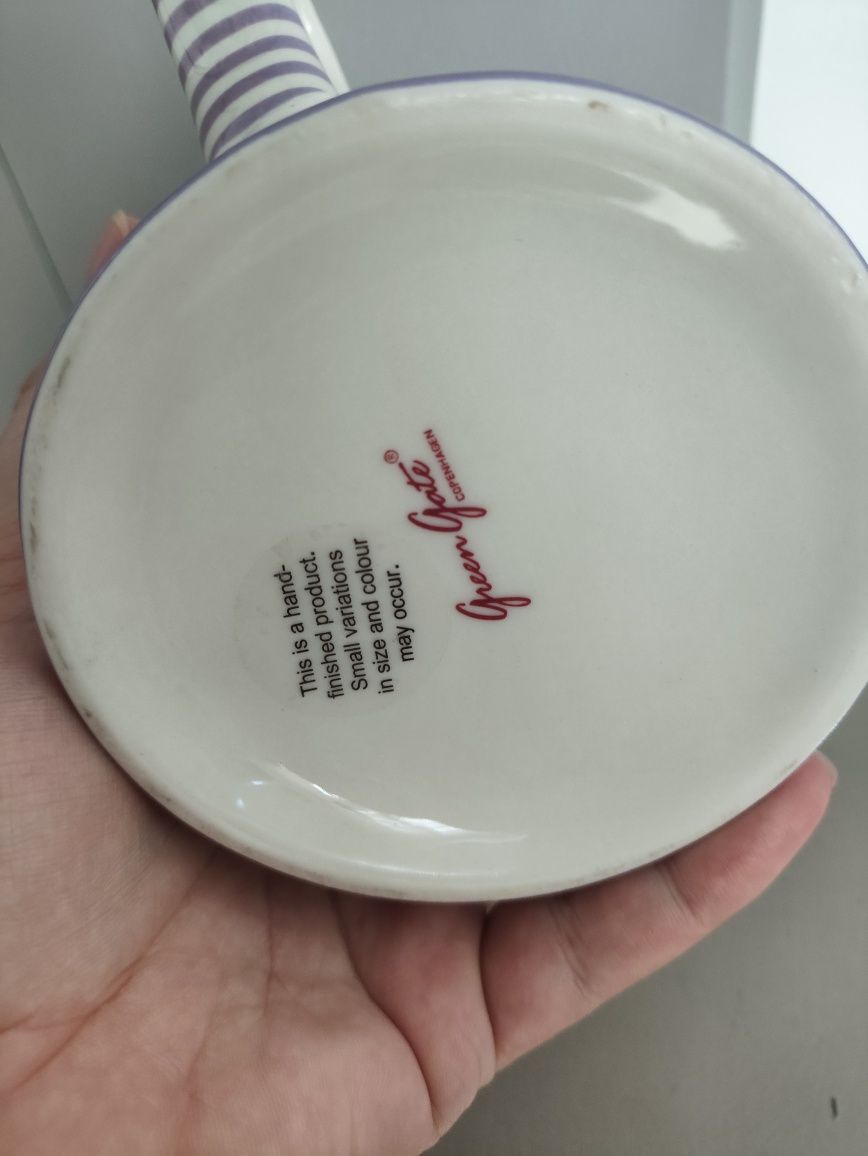 Green Gate®
COPENHAGEN
This is a hand-
finished product.
Small variations
in size and colour
may occur.